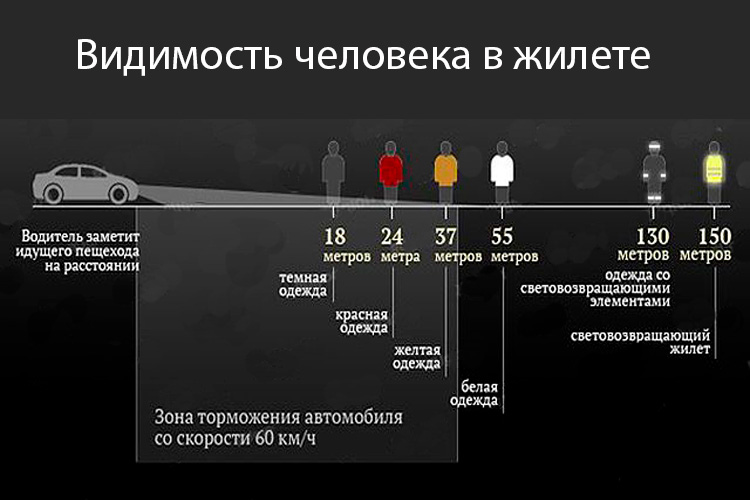 Видимость человека в жилете
Водитель заметит
идущего пещехода
на расстоянии
18
метров
темная
одежда
24
метра
красная
одежда
37
метров
желтая
одежда
55
метров
белая
одежда
130
метров
одежда со
световозвращающими
элементами
150
метров
световозвращающий
жилет
Зона торможения автомобиля
со скорости 60 км/ч